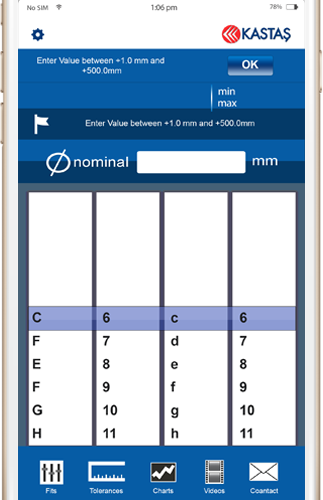 No SIM 1:06 pm 78%
KASTAŞ
Enter Value between +1.0 mm and
+500.0mm
OK
min
max
Enter Value between +1.0 mm and +500.0mm
Ø nominal mm
C 6 c 6
F 7 d 7
E 8 e 8
F 9 f 9
G 10 g 10
H 11 h 11
Fits Tolerances Charts Videos Coantact